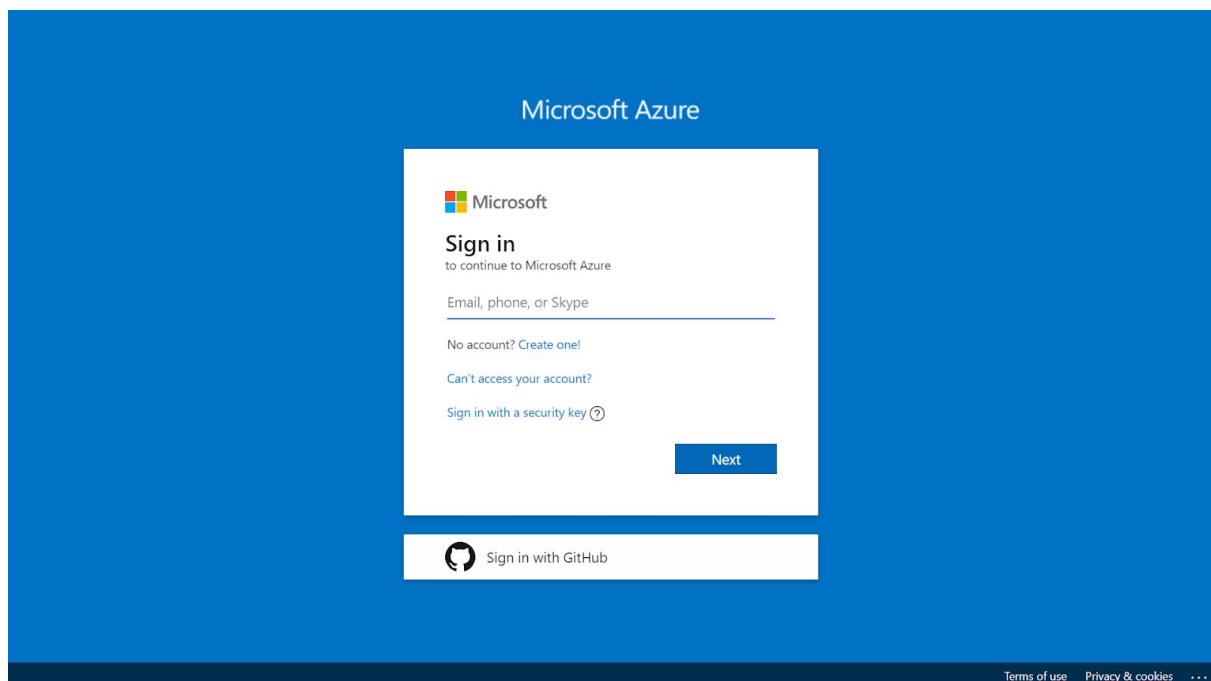 Microsoft Azure
Microsoft
Sign in
to continue to Microsoft Azure
Email, phone, or Skype
No account? Create one!
Can't access your account?
Sign in with a security key ?
Next
Sign in with GitHub
Terms of use Privacy & cookies ...